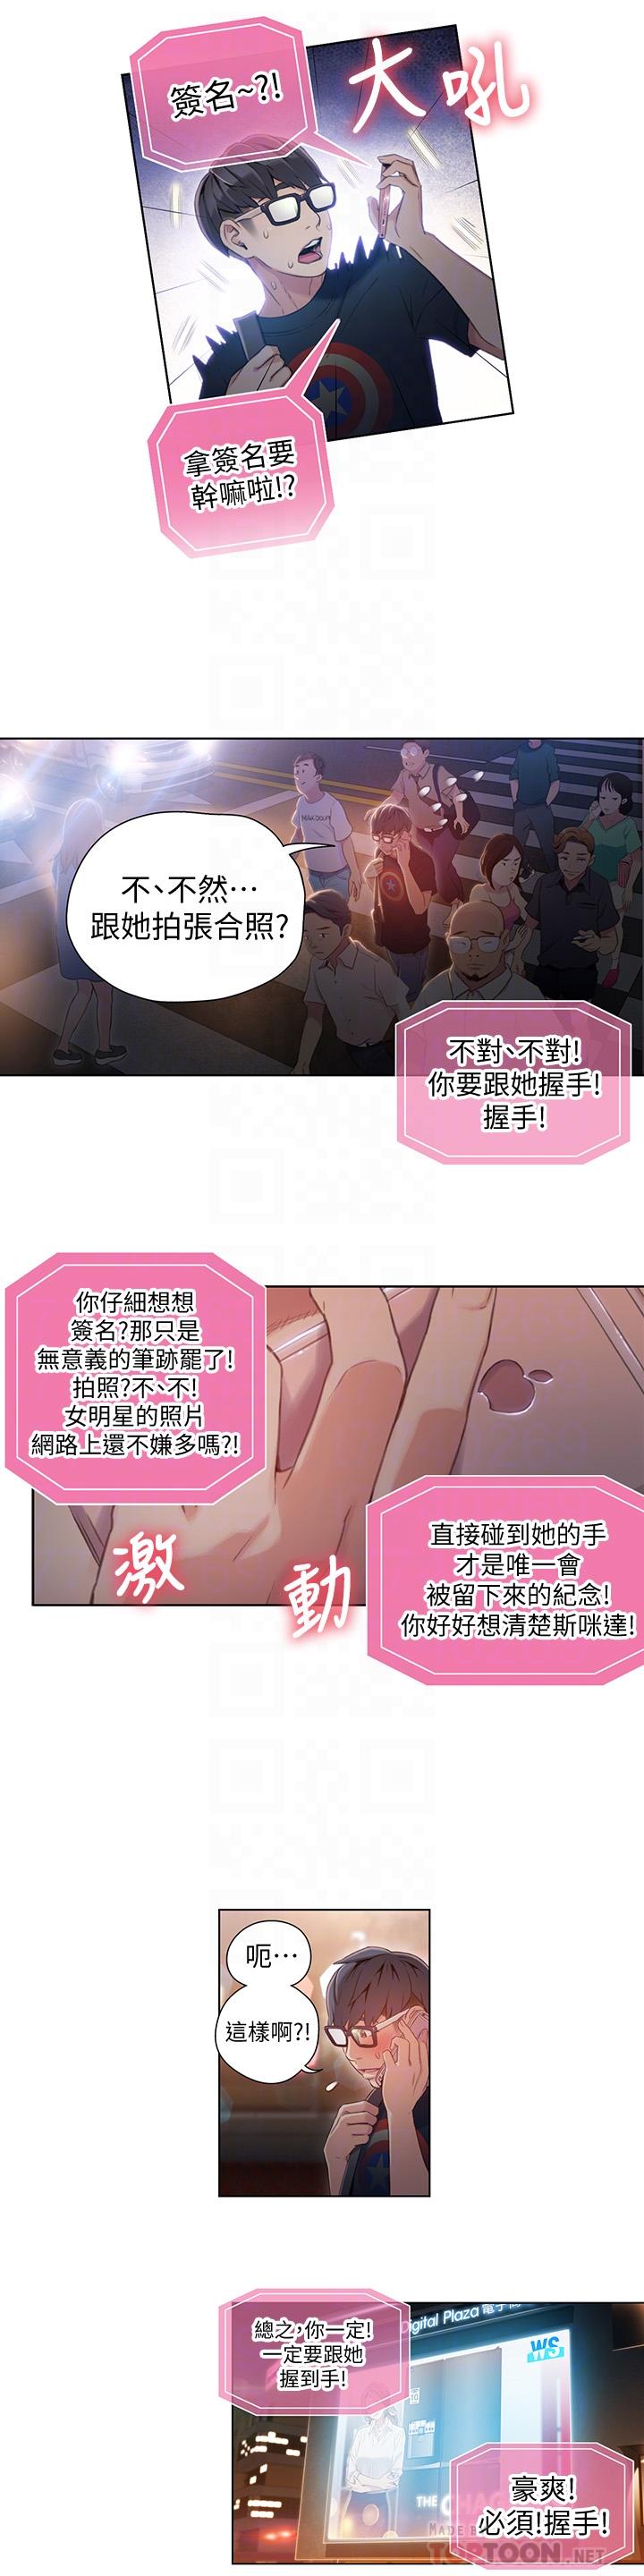 簽名~?!
大吼
拿簽名要
幹嘛啦!?
不、不然…
跟她拍張合照?
不對、不對!
你要跟她握手!
握手!
你仔細想想
簽名?那只是
無意義的筆跡罷了!
拍照?不、不!
女明星的照片
網路上還不嫌多嗎?!
直接碰到她的手
才是唯一會
被留下來的紀念!
你好好想清楚斯咪達!
激動
呃…
這樣啊?!
Digital Plaza
WS
總之,你一定!
一定要跟她
握到手!
豪爽!
必須!握手!
THE
TOPTOON.NET